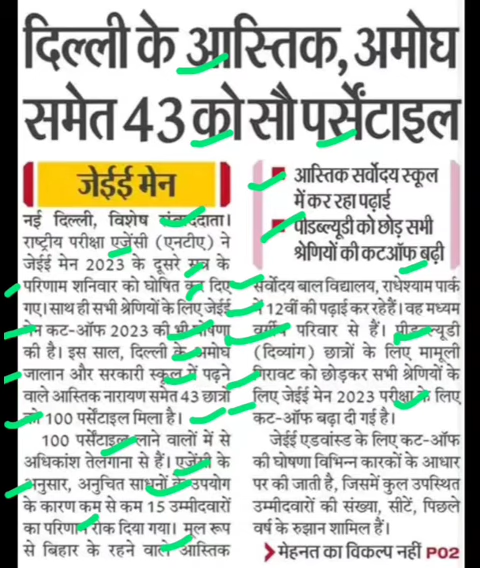 दिल्ली के आस्तिक, अमोघ
समेत 43 को सौ पर्सेंटाइल
जेईई मेन
नई दिल्ली, विशेष संवाददाता।
राष्ट्रीय परीक्षा एजेंसी (एनटीए) ने
जेईई मेन 2023 के दूसरे सत्र के
परिणाम शनिवार को घोषित कर दिए
गए। साथ ही सभी श्रेणियों के लिए जेईई
मेन कट-ऑफ 2023 की भी घोषणा
की है। इस साल, दिल्ली के अमोघ
जालान और सरकारी स्कूल में पढ़ने
वाले आस्तिक नारायण समेत 43 छात्रों
को 100 पर्सेंटाइल मिला है।
100 पर्सेंटाइल लाने वालों में से
अधिकांश तेलंगाना से हैं। एजेंसी के
अनुसार, अनुचित साधनों के उपयोग
के कारण कम से कम 15 उम्मीदवारों
का परिणाम रोक दिया गया। मूल रूप
से बिहार के रहने वाले आस्तिक
आस्तिक सर्वोदय स्कूल
में कर रहा पढ़ाई
पीडब्ल्यूडी को छोड़ सभी
श्रेणियों की कटऑफ बढ़ी
सर्वोदय बाल विद्यालय, राधेश्याम पार्क
में 12वीं की पढ़ाई कर रहे हैं। वह मध्यम
वर्गीय परिवार से हैं। पीडब्ल्यूडी
(दिव्यांग) छात्रों के लिए मामूली
गिरावट को छोड़कर सभी श्रेणियों के
लिए जेईई मेन 2023 परीक्षा के लिए
कट-ऑफ बढ़ा दी गई है।
जेईई एडवांस्ड के लिए कट-ऑफ
की घोषणा विभिन्न कारकों के आधार
पर की जाती है, जिसमें कुल उपस्थित
उम्मीदवारों की संख्या, सीटें, पिछले
वर्ष के रुझान शामिल हैं।
मेहनत का विकल्प नहीं P02